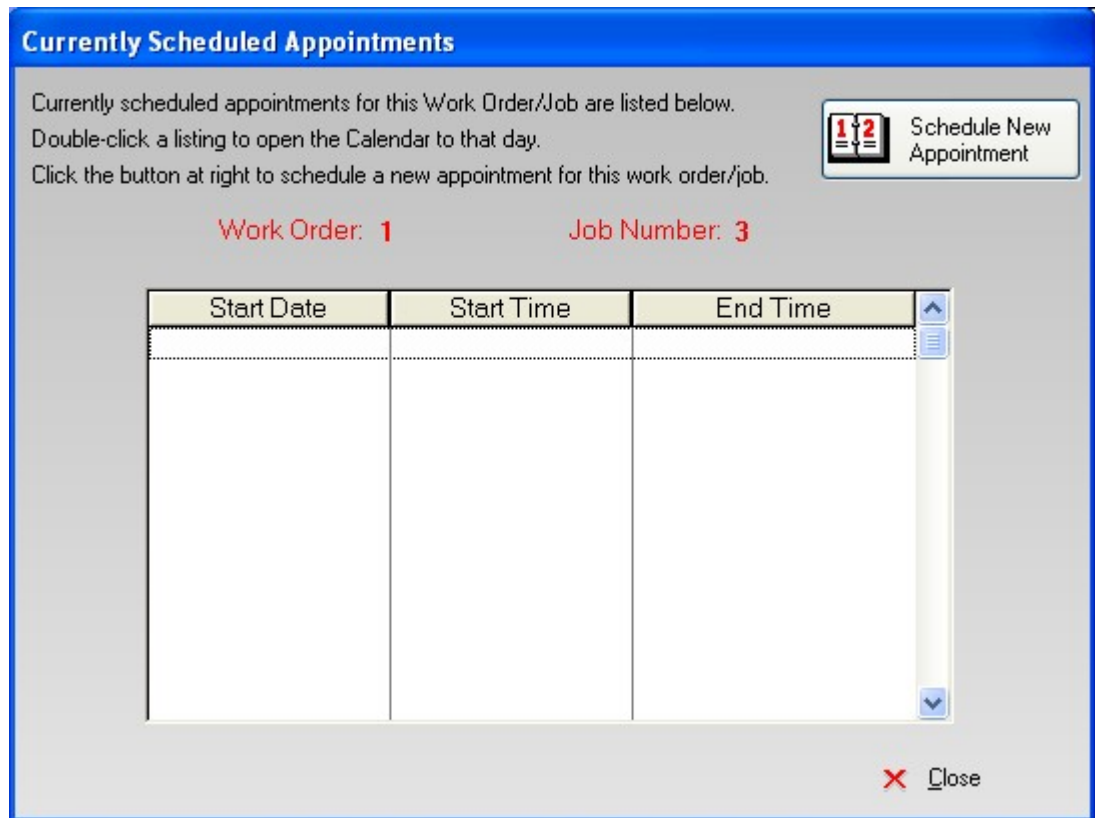 Currently Scheduled Appointments
Currently scheduled appointments for this Work Order/Job are listed below.
Double-click a listing to open the Calendar to that day.
Click the button at right to schedule a new appointment for this work order/job.
1 2 Schedule New
Appointment
Work Order: 1 Job Number: 3
Start Date Start Time End Time
Close